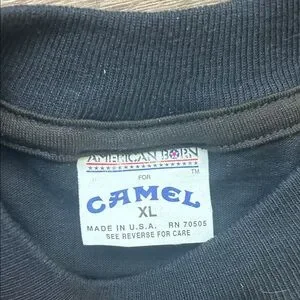 AMERICAN BORN
FOR
TM
CAMEL
XL
MADE IN U.S.A. RN 70505
SEE REVERSE FOR CARE